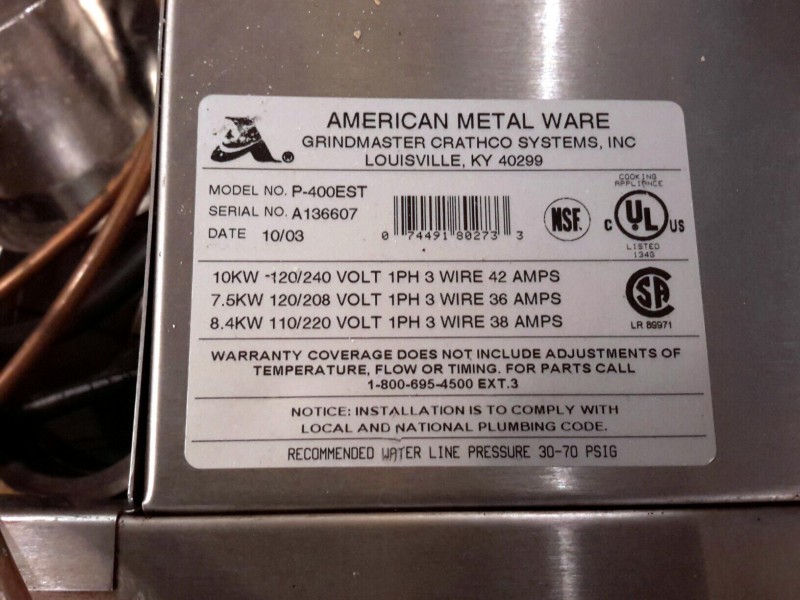 AMERICAN METAL WARE
GRINDMASTER CRATHCO SYSTEMS, INC
LOUISVILLE, KY 40299
MODEL NO. P-400EST
SERIAL NO. A136607
DATE 10/03
0 74491 80273 3
NSF.
COOKING
APPLIANCE
C UL US
®
LISTED
134G
10KW -120/240 VOLT 1PH 3 WIRE 42 AMPS
7.5KW 120/208 VOLT 1PH 3 WIRE 36 AMPS
8.4KW 110/220 VOLT 1PH 3 WIRE 38 AMPS
SA
LR 89971
WARRANTY COVERAGE DOES NOT INCLUDE ADJUSTMENTS OF
TEMPERATURE, FLOW OR TIMING. FOR PARTS CALL
1-800-695-4500 EXT.3
NOTICE: INSTALLATION IS TO COMPLY WITH
LOCAL AND NATIONAL PLUMBING CODE.
RECOMMENDED WATER LINE PRESSURE 30-70 PSIG